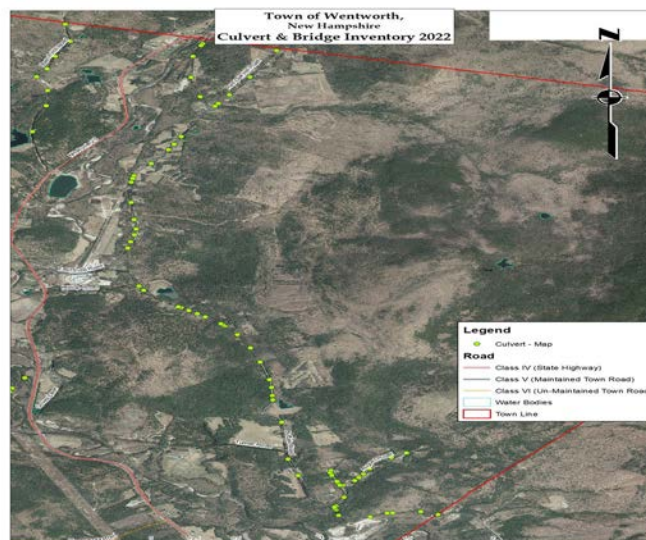 Town of Wentworth,
New Hampshire
Culvert & Bridge Inventory 2022
N
Legend
Culvert - Map
Road
Class IV (State Highway)
Class V (Maintained Town Road)
Class VI (Un-Maintained Town Road
Water Bodies
Town Line